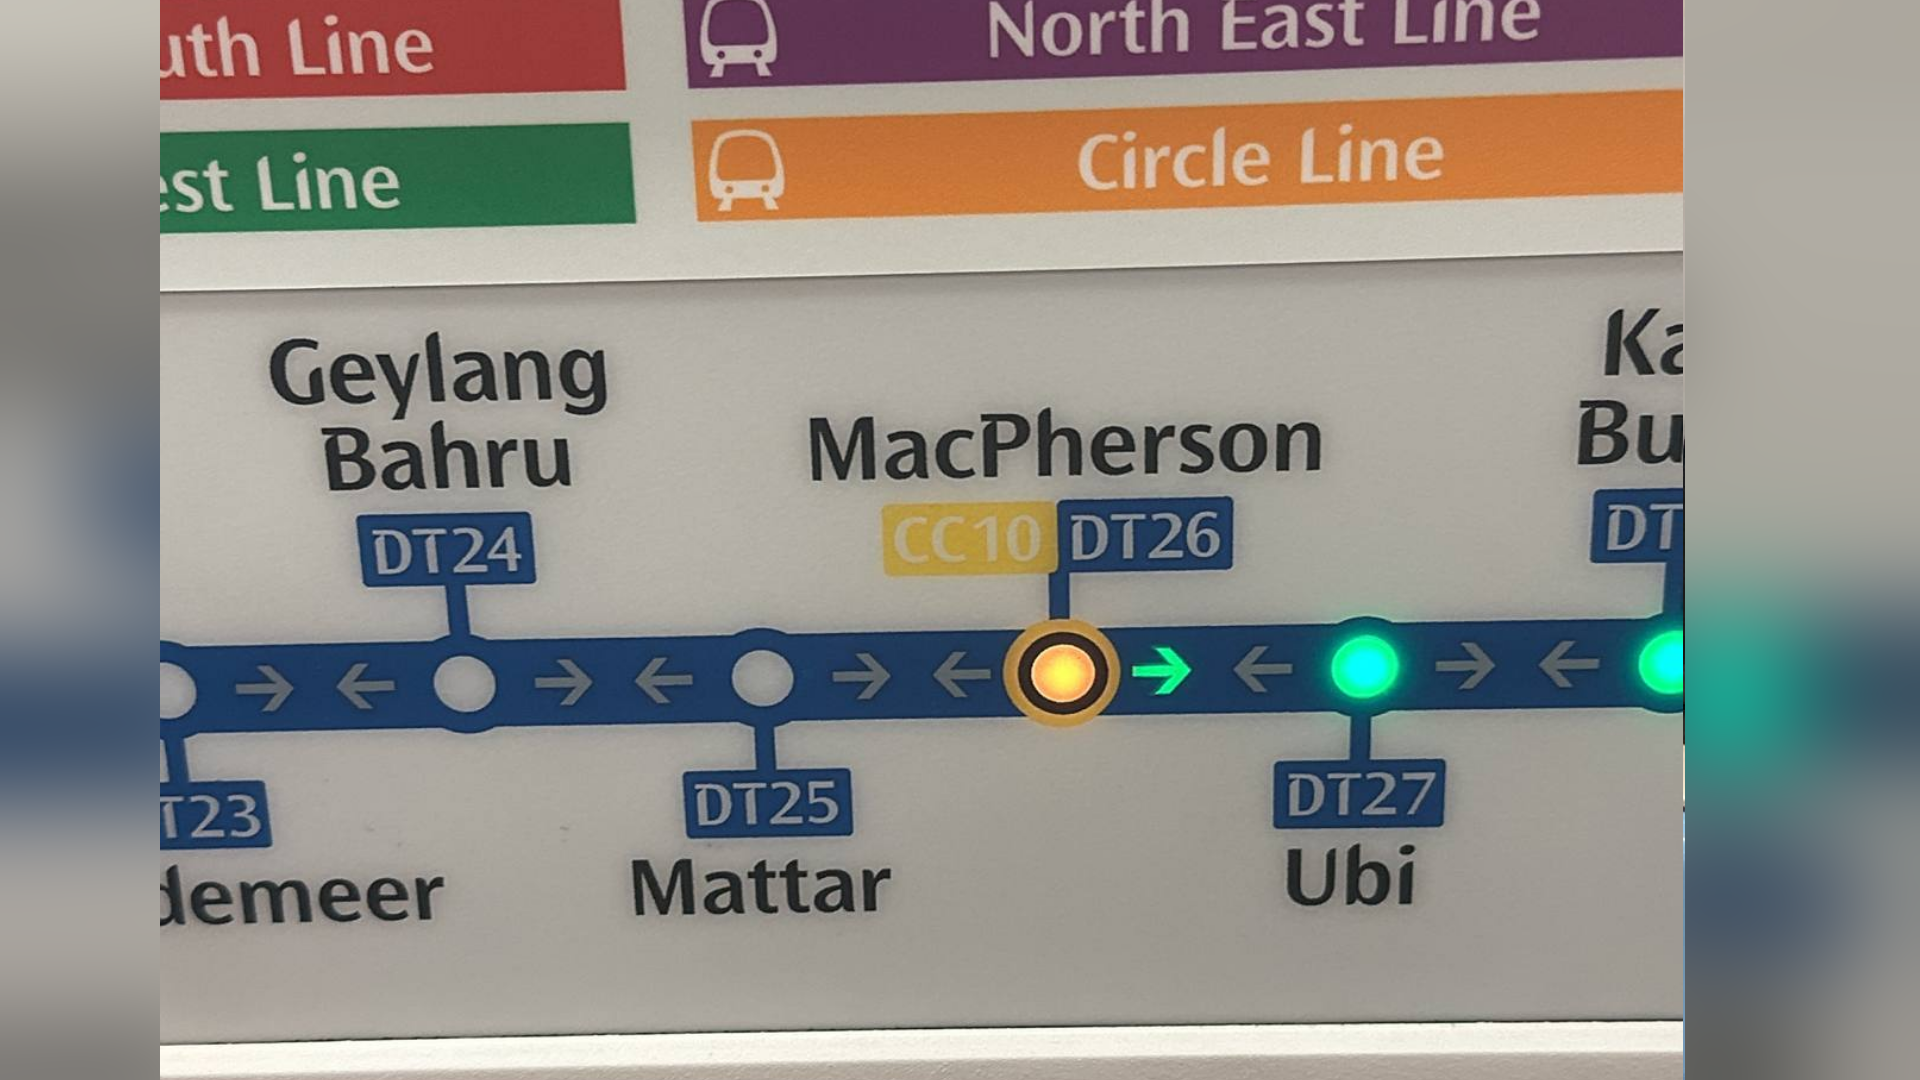 uth Line
North East Line
est Line
Circle Line
Geylang
Bahru
MacPherson
Ka
Bu
DT24
CC10 DT26
DT
T23
DT25
DT27
demeer
Mattar
Ubi